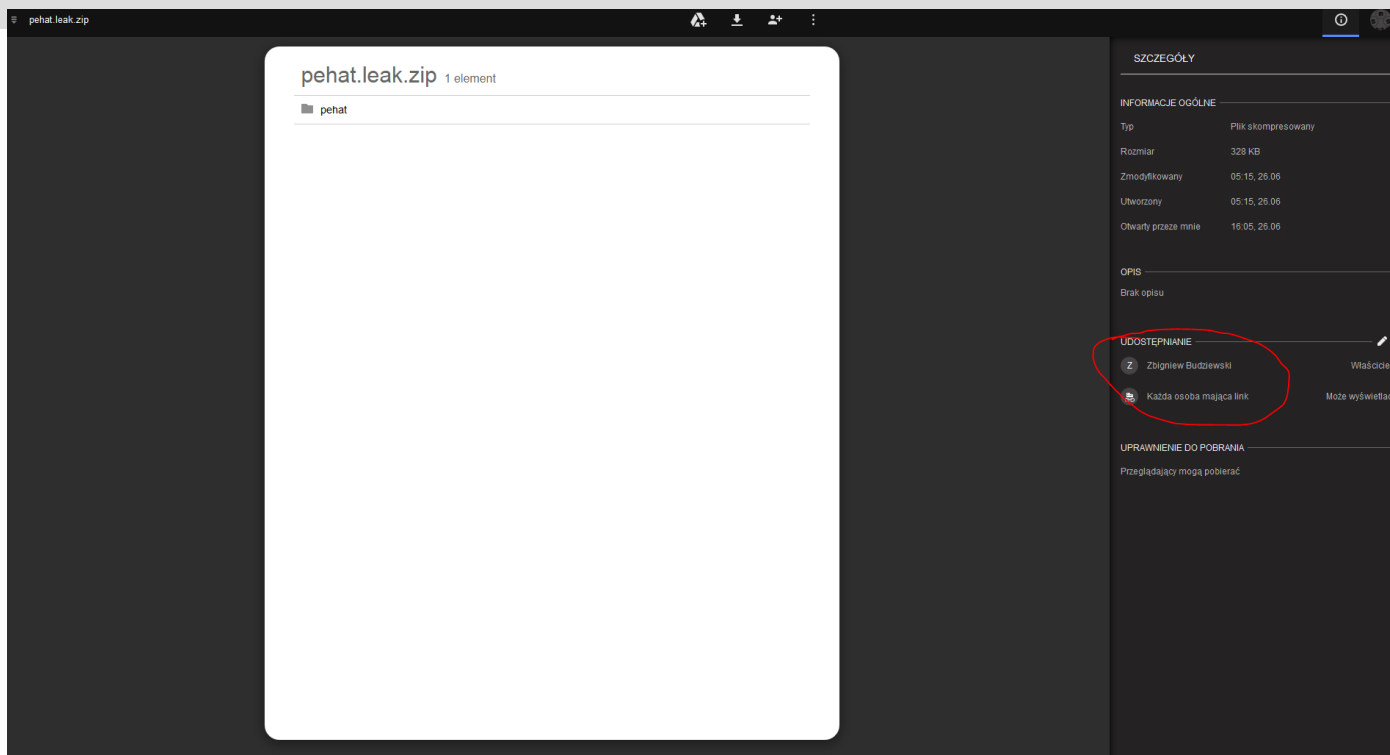 pehat.leak.zip
pehat.leak.zip 1 element
pehat
SZCZEGÓŁY
INFORMACJE OGÓLNE
Typ Plik skompresowany
Rozmiar 328 KB
Zmodyfikowany 05:15, 26.06
Utworzony 05:15, 26.06
Otwarty przeze mnie 16:05, 26.06
OPIS
Brak opisu
UDOSTĘPNIANIE
Z Zbigniew Budziewski Właściciel
Każda osoba mająca link Może wyświetlać
UPRAWNIENIE DO POBRANIA
Przeglądający mogą pobierać